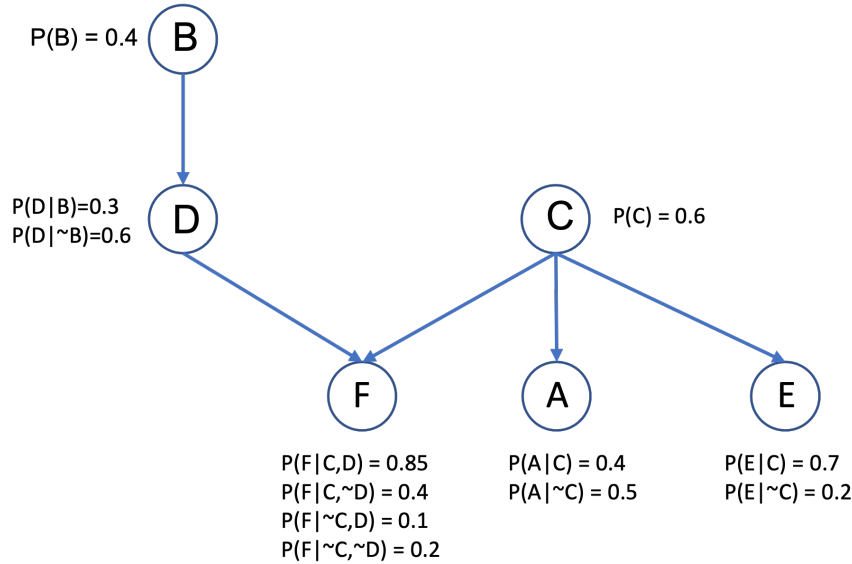 P(B) = 0.4
B
P(D|B)=0.3
P(D|~B)=0.6
D
C
P(C) = 0.6
F
A
E
P(F|C,D) = 0.85
P(F|C,~D) = 0.4
P(F|~C,D) = 0.1
P(F|~C,~D) = 0.2
P(A|C) = 0.4
P(A|~C) = 0.5
P(E|C) = 0.7
P(E|~C) = 0.2